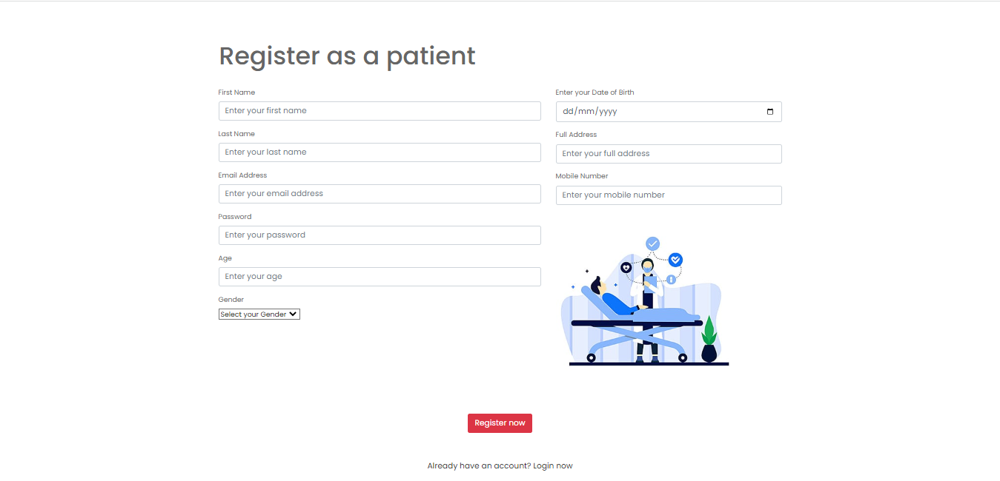 Register as a patient
First Name
Enter your first name
Last Name
Enter your last name
Email Address
Enter your email address
Password
Enter your password
Age
Enter your age
Gender
Select your Gender
Enter your Date of Birth
dd/mm/yyyy
Full Address
Enter your full address
Mobile Number
Enter your mobile number
Register now
Already have an account? Login now